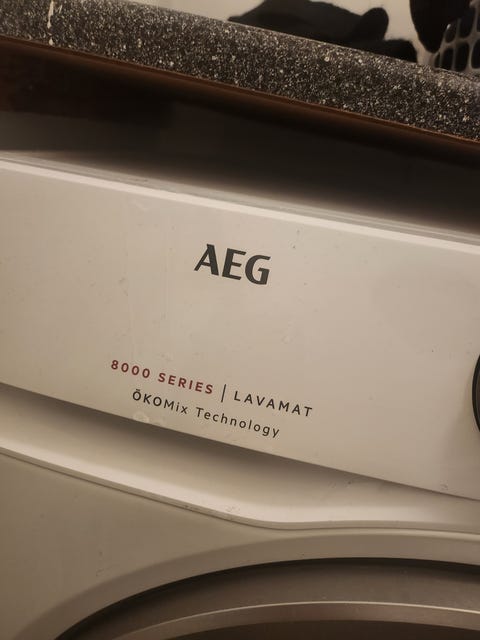 AEG
8000 SERIES | LAVAMAT
ÖKOMix Technology